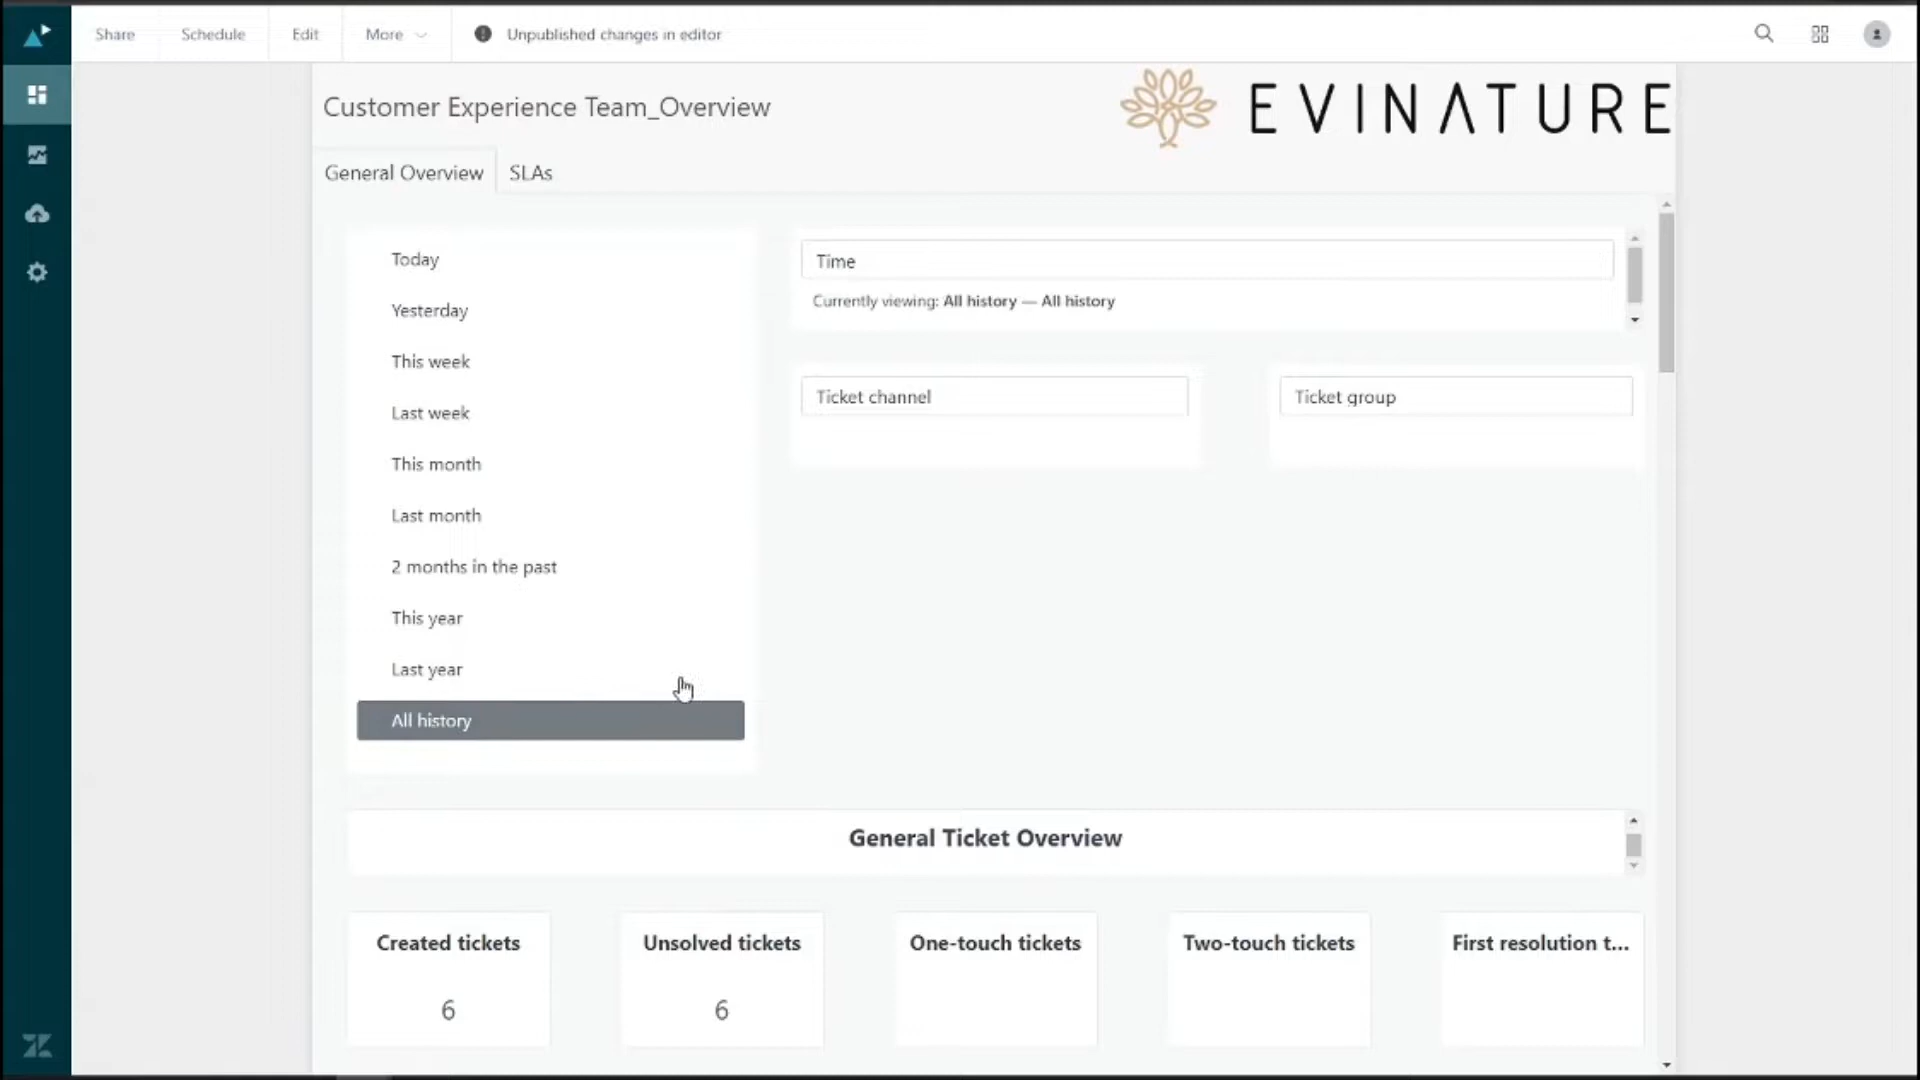 Share Schedule Edit More Unpublished changes in editor
Customer Experience Team_Overview
EVINATURE
General Overview SLAs
Today
Yesterday
This week
Last week
This month
Last month
2 months in the past
This year
Last year
All history
Time
Currently viewing: All history — All history
Ticket channel
Ticket group
General Ticket Overview
Created tickets
6
Unsolved tickets
6
One-touch tickets
Two-touch tickets
First resolution t...